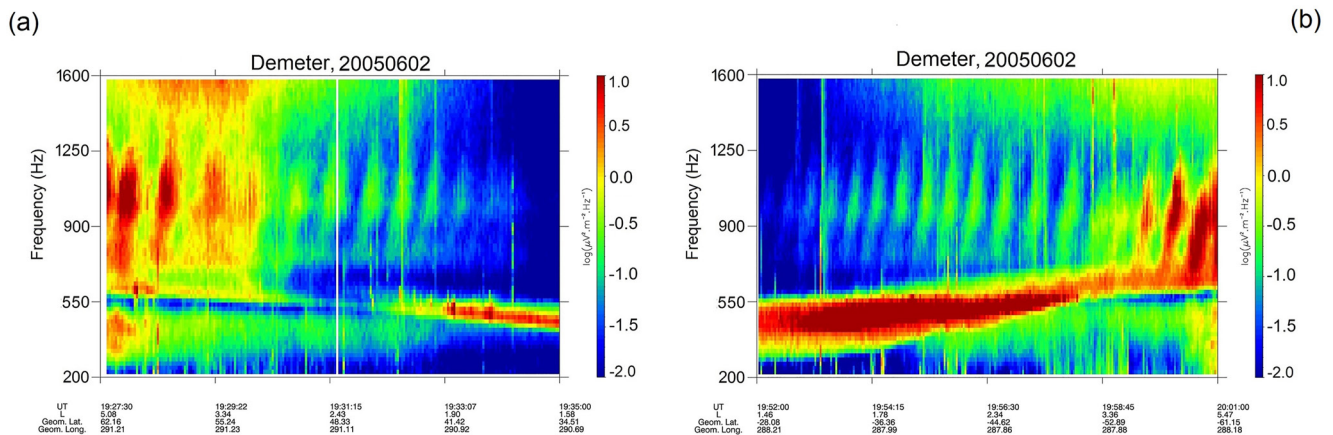 (a)
Demeter, 20050602
1600
1250
900
550
200
Frequency (Hz)
1.0
0.5
0.0
-0.5
-1.0
-1.5
-2.0
log(μV².m⁻².Hz⁻¹)
UT 19:27:30 19:29:22 19:31:15 19:33:07 19:35:00
L 5.08 3.34 2.43 1.90 1.58
Geom. Lat. 62.16 55.24 48.33 41.42 34.51
Geom. Long. 291.21 291.23 291.11 290.92 290.69
(b)
Demeter, 20050602
1600
1250
900
550
200
Frequency (Hz)
1.0
0.5
0.0
-0.5
-1.0
-1.5
-2.0
log(μV².m⁻².Hz⁻¹)
UT 19:52:00 19:54:15 19:56:30 19:58:45 20:01:00
L 1.46 1.78 2.34 3.36 5.47
Geom. Lat. -28.08 -36.36 -44.62 -52.89 -61.15
Geom. Long. 288.21 287.99 287.86 287.88 288.18